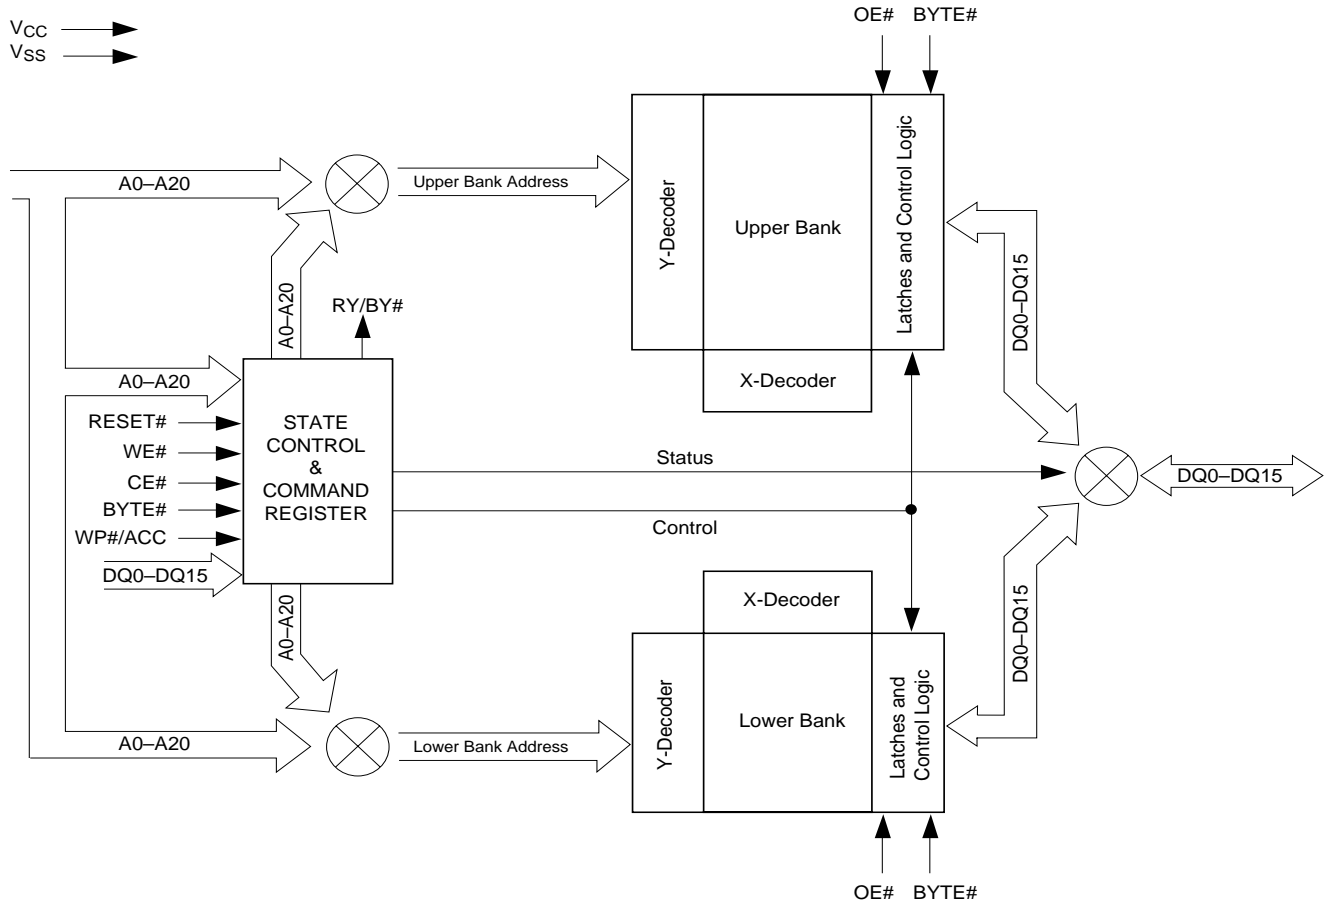 OE#
BYTE#
VCC
VSS
A0–A20
Upper Bank Address
Y-Decoder
Upper Bank
Latches and Control Logic
X-Decoder
A0–A20
RY/BY#
DQ0–DQ15
A0–A20
RESET#
WE#
CE#
BYTE#
WP#/ACC
DQ0–DQ15
STATE
CONTROL
&
COMMAND
REGISTER
Status
Control
DQ0–DQ15
A0–A20
X-Decoder
DQ0–DQ15
A0–A20
Lower Bank Address
Y-Decoder
Lower Bank
Latches and
Control Logic
OE#
BYTE#